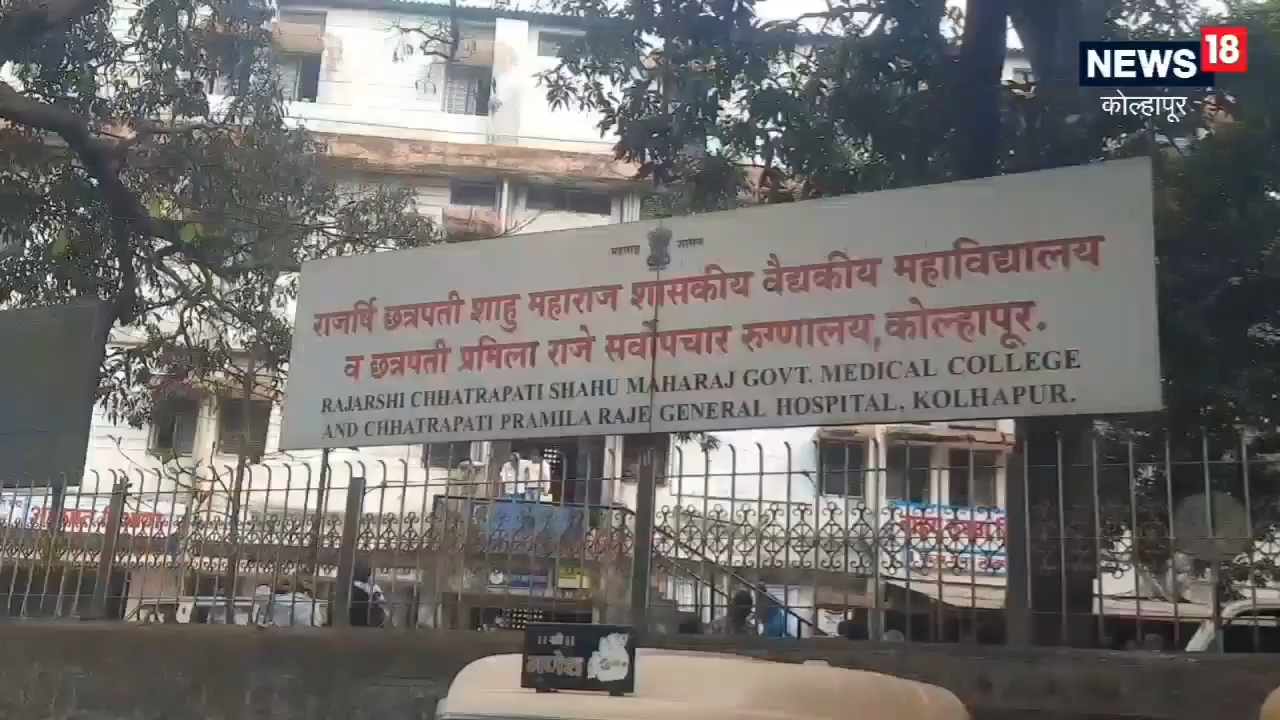 NEWS 18
कोल्हापूर
महाराष्ट्र शासन
राजर्षि छत्रपती शाहु महाराज शासकीय वैद्यकीय महाविद्यालय
व छत्रपती प्रमिला राजे सर्वोपचार रुग्णालय, कोल्हापूर.
RAJARSHI CHHATRAPATI SHAHU MAHARAJ GOVT. MEDICAL COLLEGE
AND CHHATRAPATI PRAMILA RAJE GENERAL HOSPITAL, KOLHAPUR.
गणेश